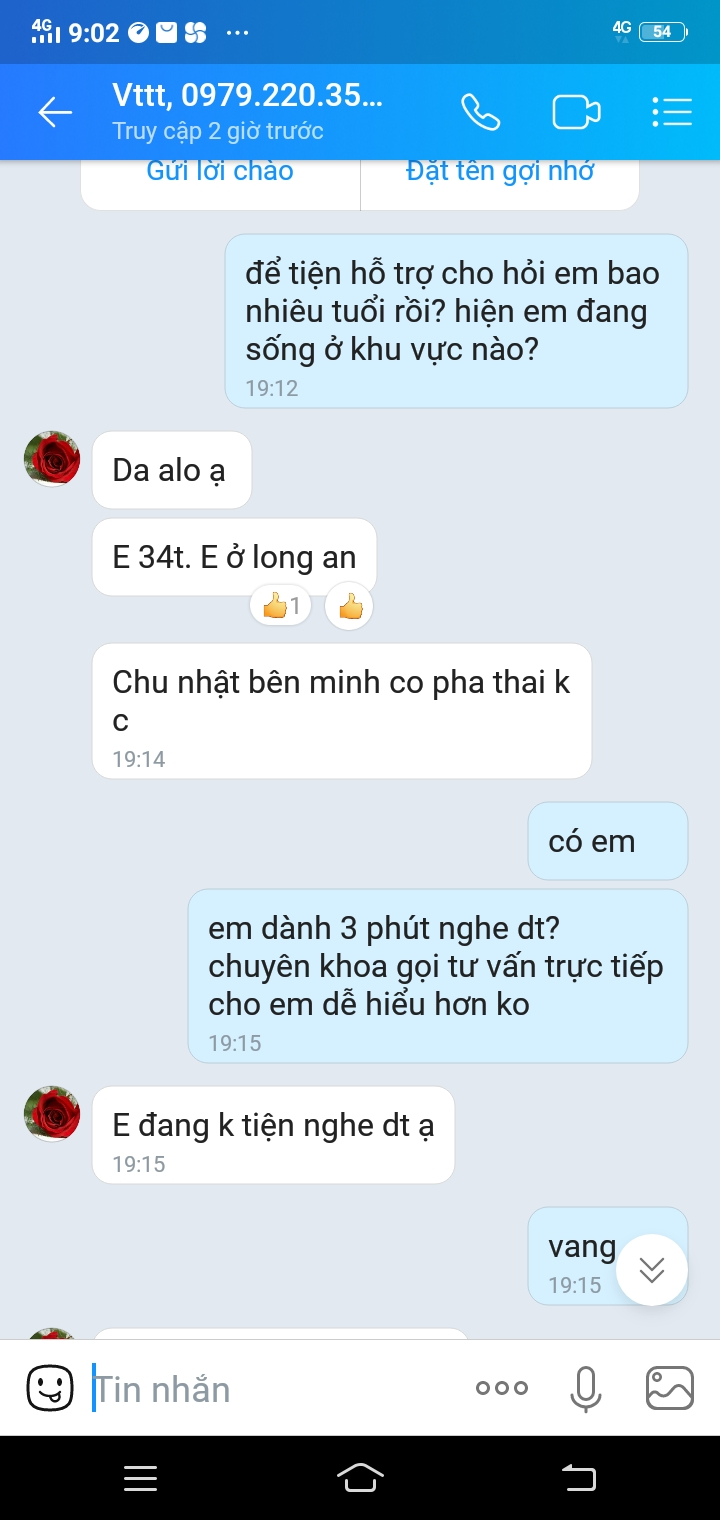 4G 9:02 4G 54
Vttt, 0979.220.35...
Truy cập 2 giờ trước
Gửi lời chào Đặt tên gợi nhớ
để tiện hỗ trợ cho hỏi em bao
nhiêu tuổi rồi? hiện em đang
sống ở khu vực nào?
19:12
Da alo ạ
E 34t. E ở long an
1
Chu nhật bên minh co pha thai k
c
19:14
có em
em dành 3 phút nghe dt?
chuyên khoa gọi tư vấn trực tiếp
cho em dễ hiểu hơn ko
19:15
E đang k tiện nghe dt ạ
19:15
vang
19:15
Tin nhắn